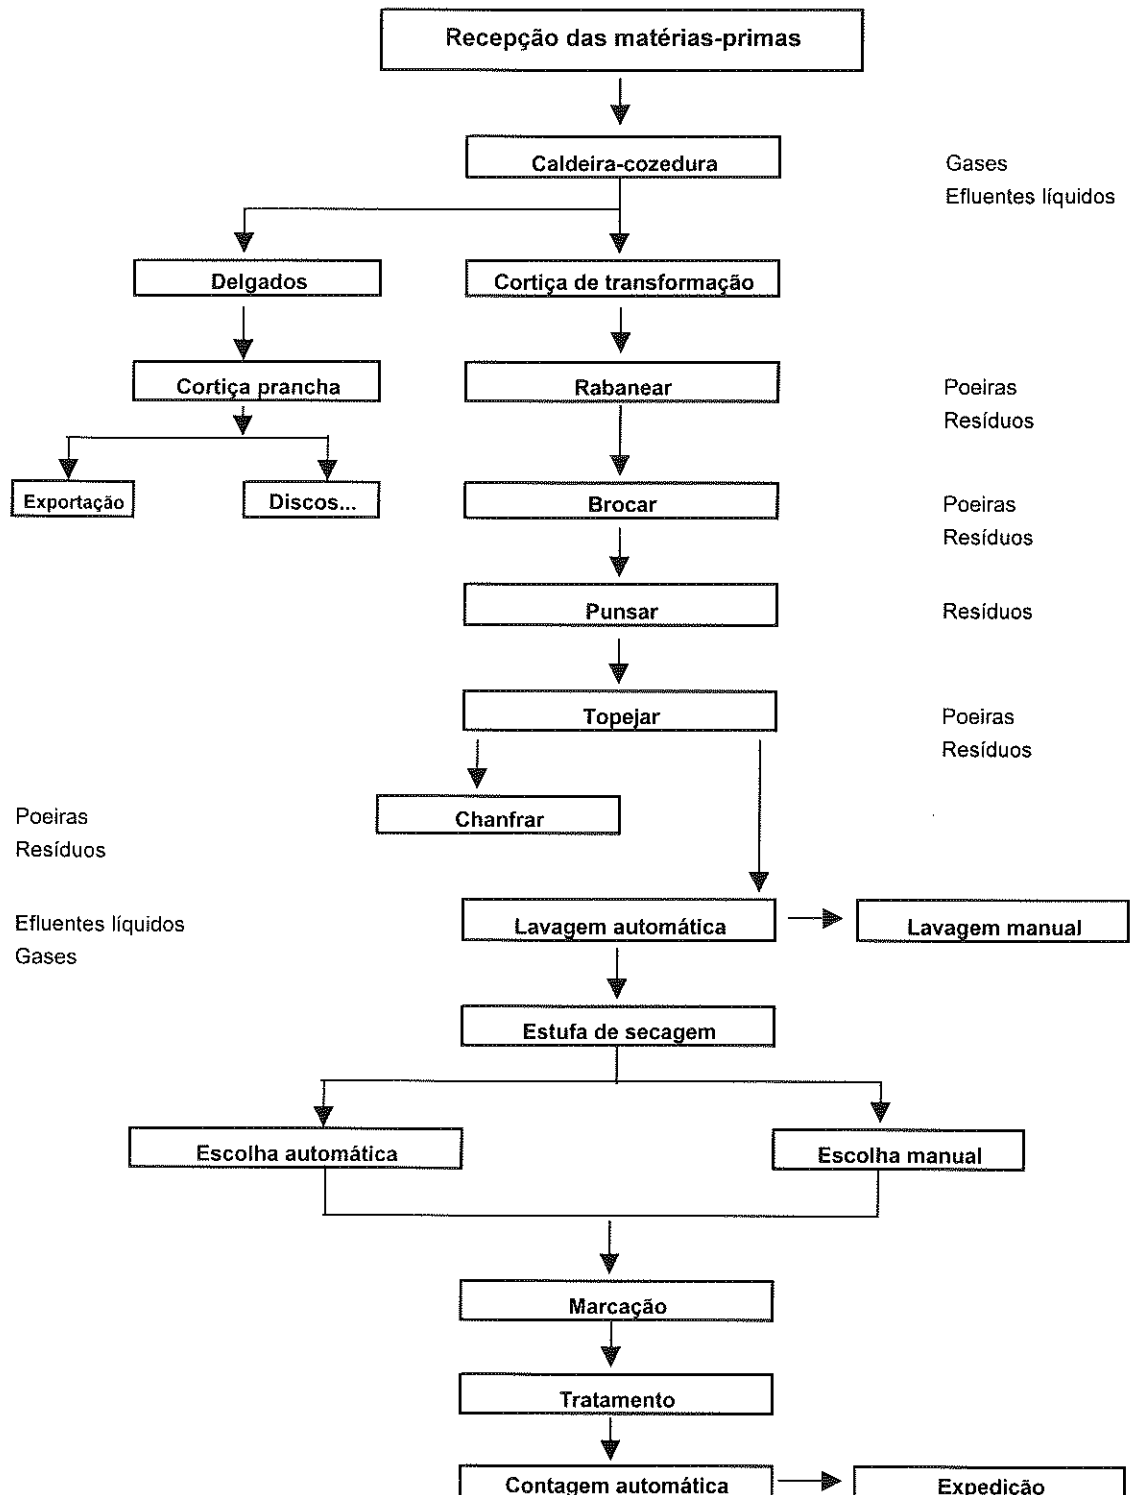 Recepção das matérias-primas
Caldeira-cozedura
Gases
Efluentes líquidos
Delgados
Cortiça de transformação
Cortiça prancha
Rabanear
Poeiras
Resíduos
Exportação
Discos...
Brocar
Poeiras
Resíduos
Punsar
Resíduos
Topejar
Poeiras
Resíduos
Poeiras
Resíduos
Chanfrar
Efluentes líquidos
Gases
Lavagem automática
Lavagem manual
Estufa de secagem
Escolha automática
Escolha manual
Marcação
Tratamento
Contagem automática
Expedição